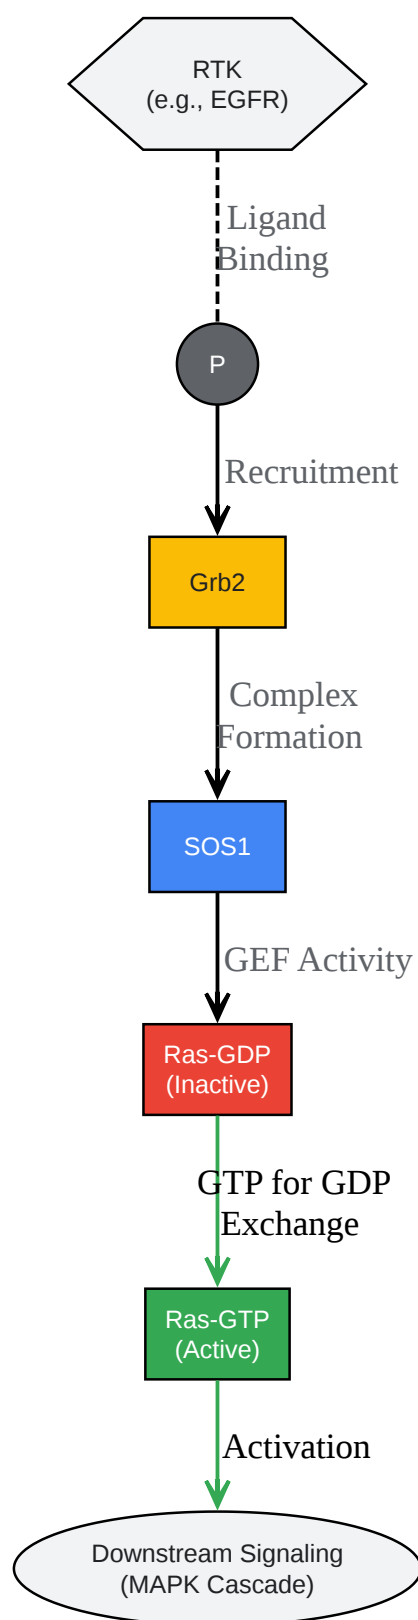 RTK
(e.g., EGFR)
Ligand
Binding
P
Recruitment
Grb2
Complex
Formation
SOS1
GEF Activity
Ras-GDP
(Inactive)
GTP for GDP
Exchange
Ras-GTP
(Active)
Activation
Downstream Signaling
(MAPK Cascade)